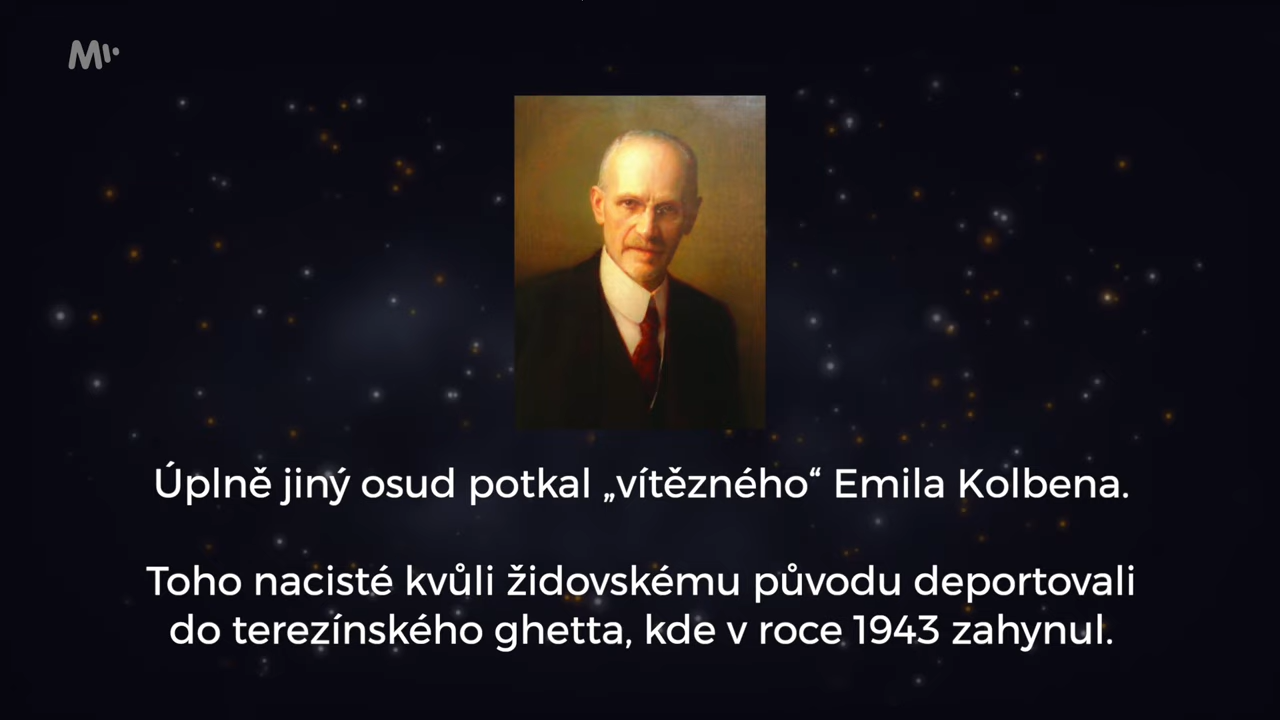 M
Úplně jiný osud potkal „vítězného“ Emila Kolbena.
Toho nacisté kvůli židovskému původu deportovali
do terezínského ghetta, kde v roce 1943 zahynul.